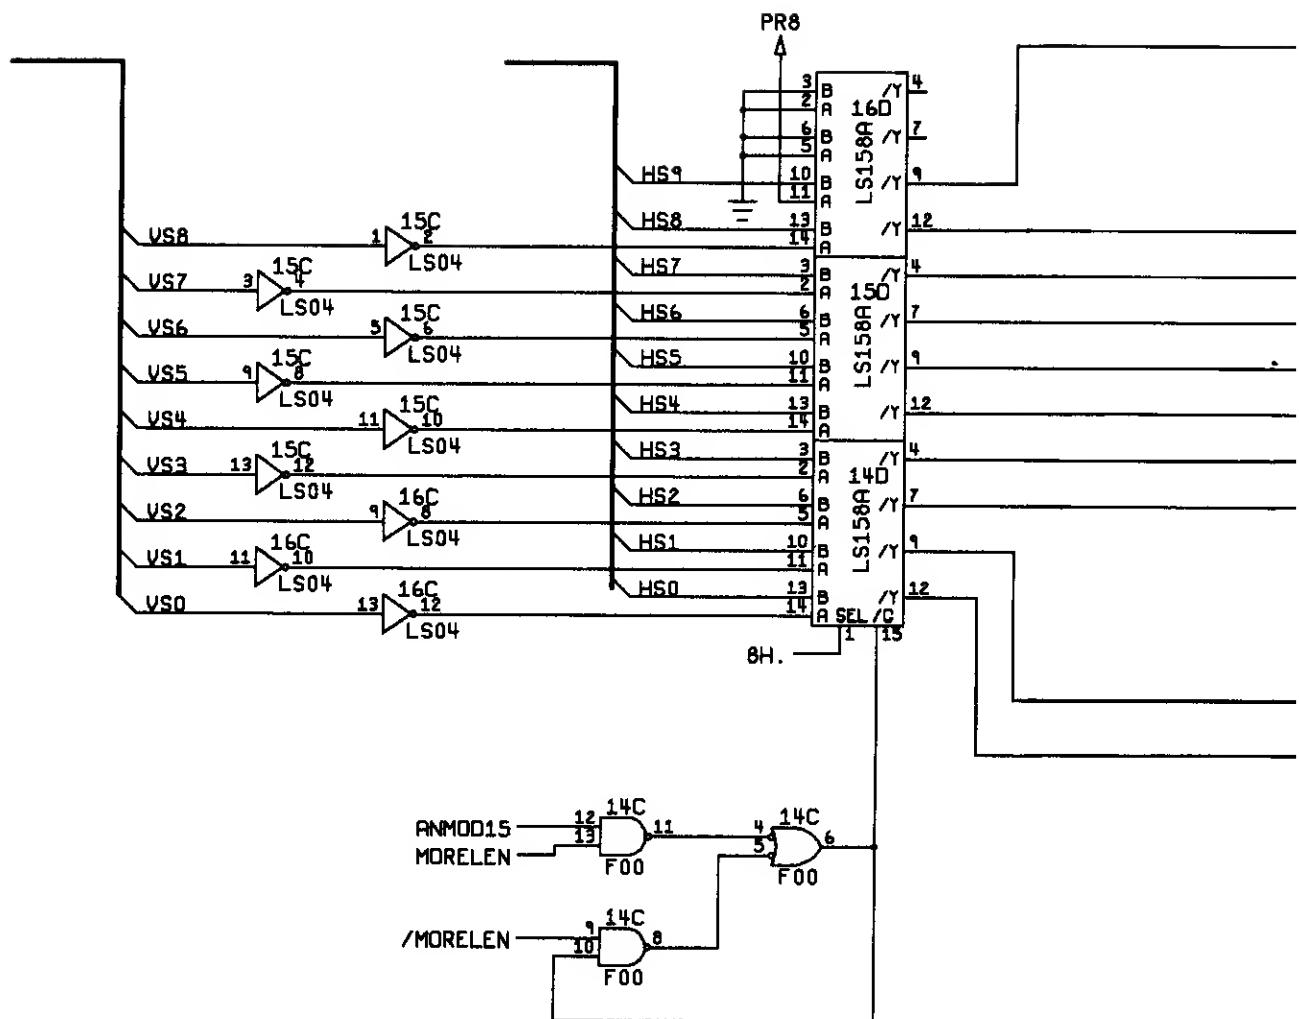 PR8
3 B /Y 4
2 A 16D
6 B /Y 7
5 A
LS158A
HS9 10 B /Y 9
11 A
HS8 13 B /Y 12
VS8 1 15C 2 LS04 14 A
HS7 3 B /Y 4
VS7 3 15C 4 LS04 2 A 15D
HS6 6 B /Y 7
VS6 5 15C 6 LS04 5 A
LS158A
HS5 10 B /Y 9
VS5 9 15C 8 LS04 11 A
HS4 13 B /Y 12
VS4 11 15C 10 LS04 14 A
HS3 3 B /Y 4
VS3 13 15C 12 LS04 2 A 14D
HS2 6 B /Y 7
VS2 9 16C 8 LS04 5 A
LS158A
HS1 10 B /Y 9
VS1 11 16C 10 LS04 11 A
HS0 13 B /Y 12
VS0 13 16C 12 LS04 14 A SEL /G
1 15
8H.
14C 14C
ANMOD15 12 11 4 6
MORELEN 13 5
F00 F00
14C
/MORELEN 9 8
10
F00